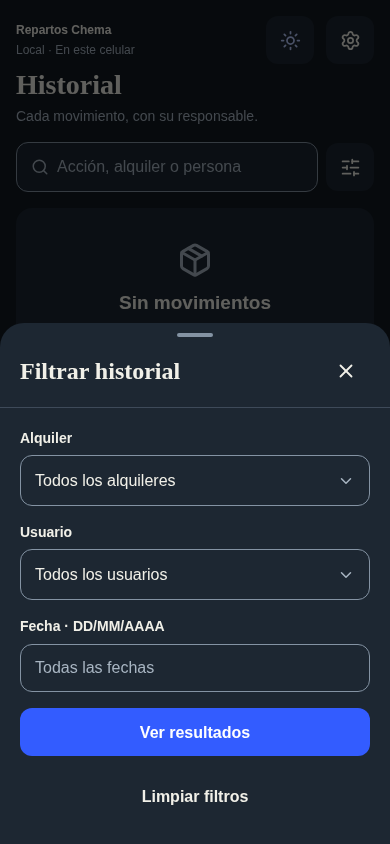 Repartos Chema
Local · En este celular
Historial
Cada movimiento, con su responsable.
Acción, alquiler o persona
Sin movimientos
Filtrar historial
Alquiler
Todos los alquileres
Usuario
Todos los usuarios
Fecha · DD/MM/AAAA
Todas las fechas
Ver resultados
Limpiar filtros